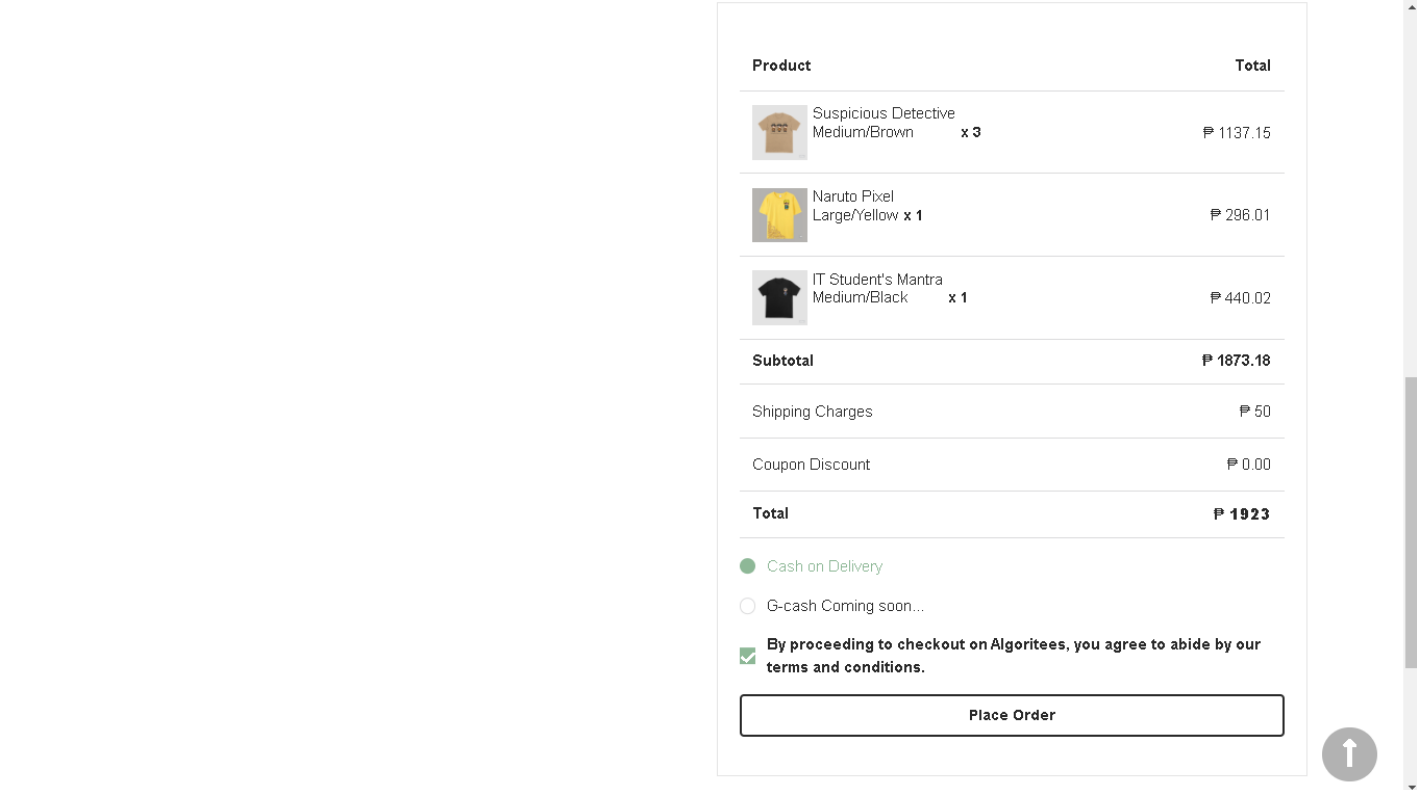 Product Total
Suspicious Detective
Medium/Brown x 3 ₱ 1137.15
Naruto Pixel
Large/Yellow x 1 ₱ 296.01
IT Student's Mantra
Medium/Black x 1 ₱ 440.02
Subtotal ₱ 1873.18
Shipping Charges ₱ 50
Coupon Discount ₱ 0.00
Total ₱ 1923
Cash on Delivery
G-cash Coming soon...
By proceeding to checkout on Algoritees, you agree to abide by our
terms and conditions.
Place Order